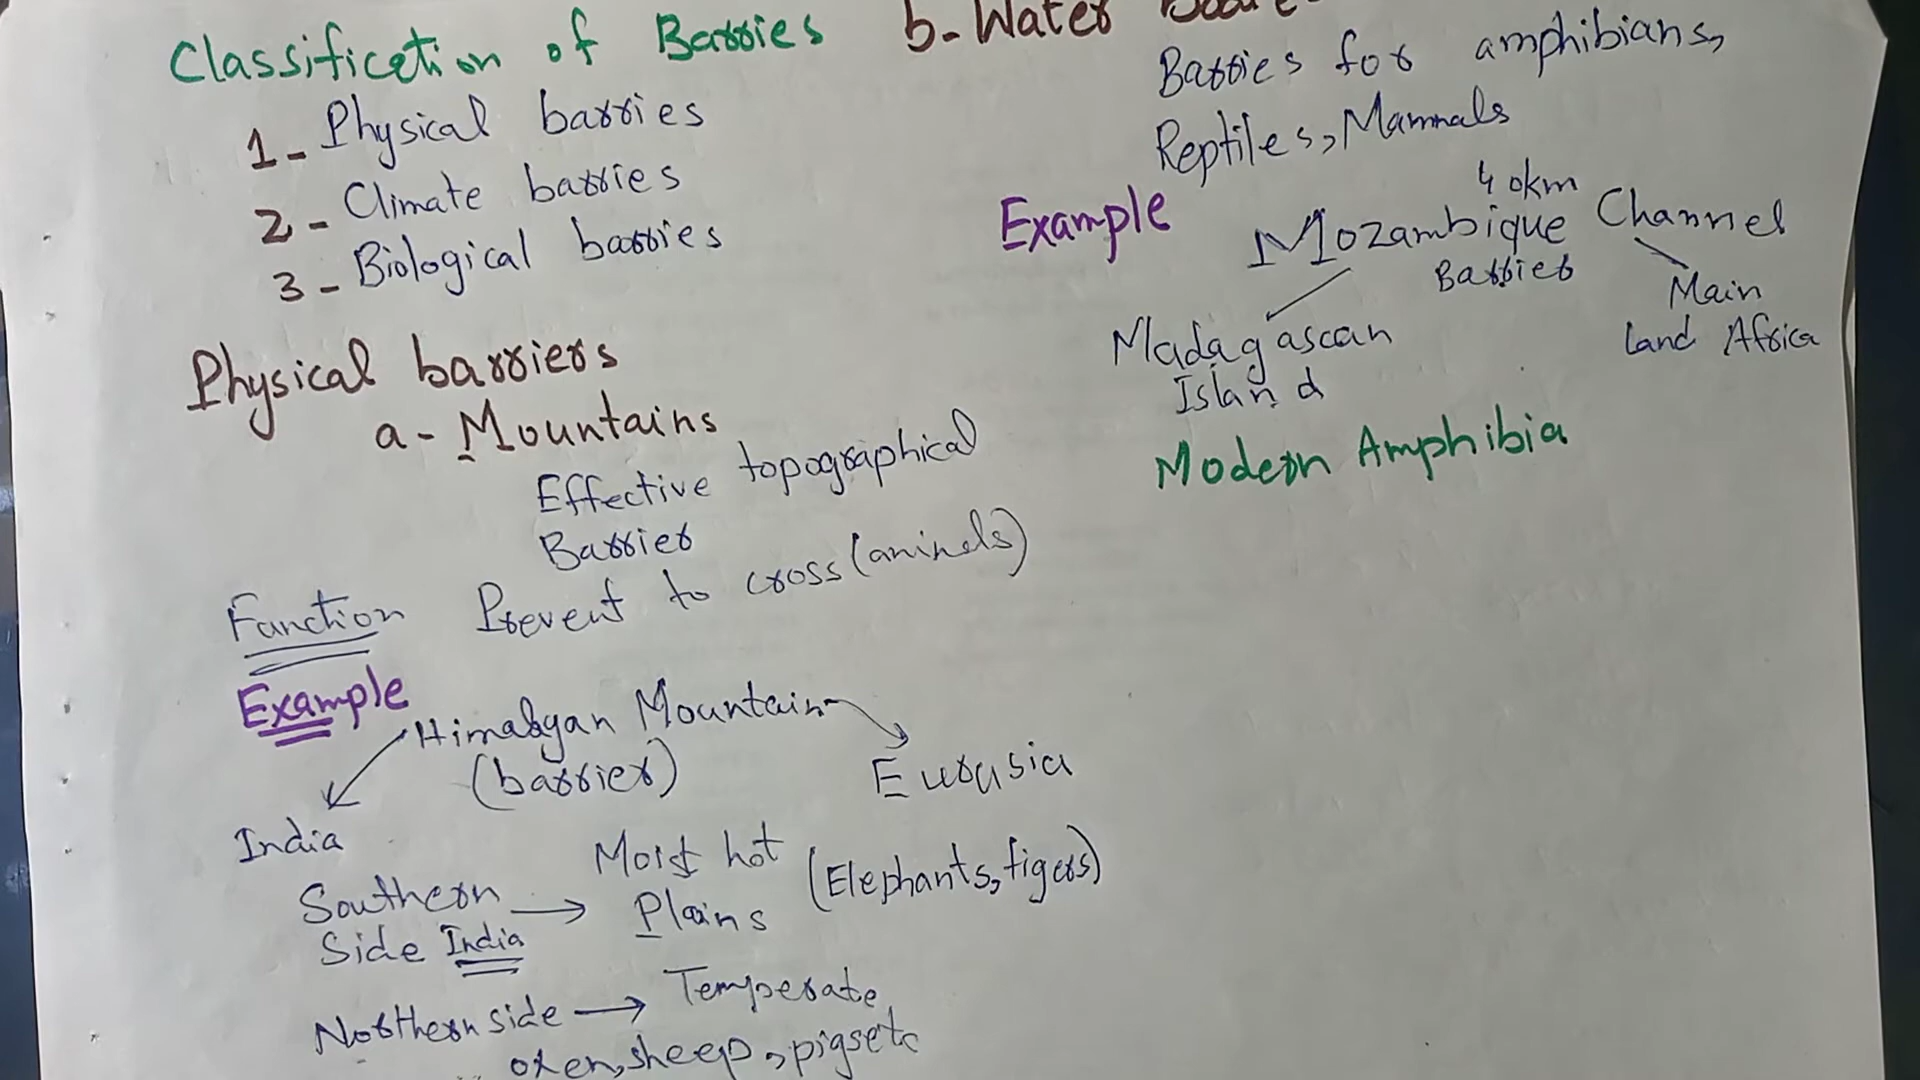 Classification of Barries
1- Physical barries
2- Climate barries
3- Biological barries
Physical barriers
a- Mountains
Effective topographical
Barrier
Fanction Prevent to cross (aninels)
Example
Himalayan Mountain
(barrier)
Eurasia
India
Southern
Side India
Moist hot
Plains
(Elephants, tigers)
Northern side → Temperate
oxen, sheep, pigs etc
b- Water
Barries for amphibians,
Reptiles, Mammals
Example
40km
Mozambique Channel
Barrier
Madagascan
Island
Main
land Africa
Modern Amphibia